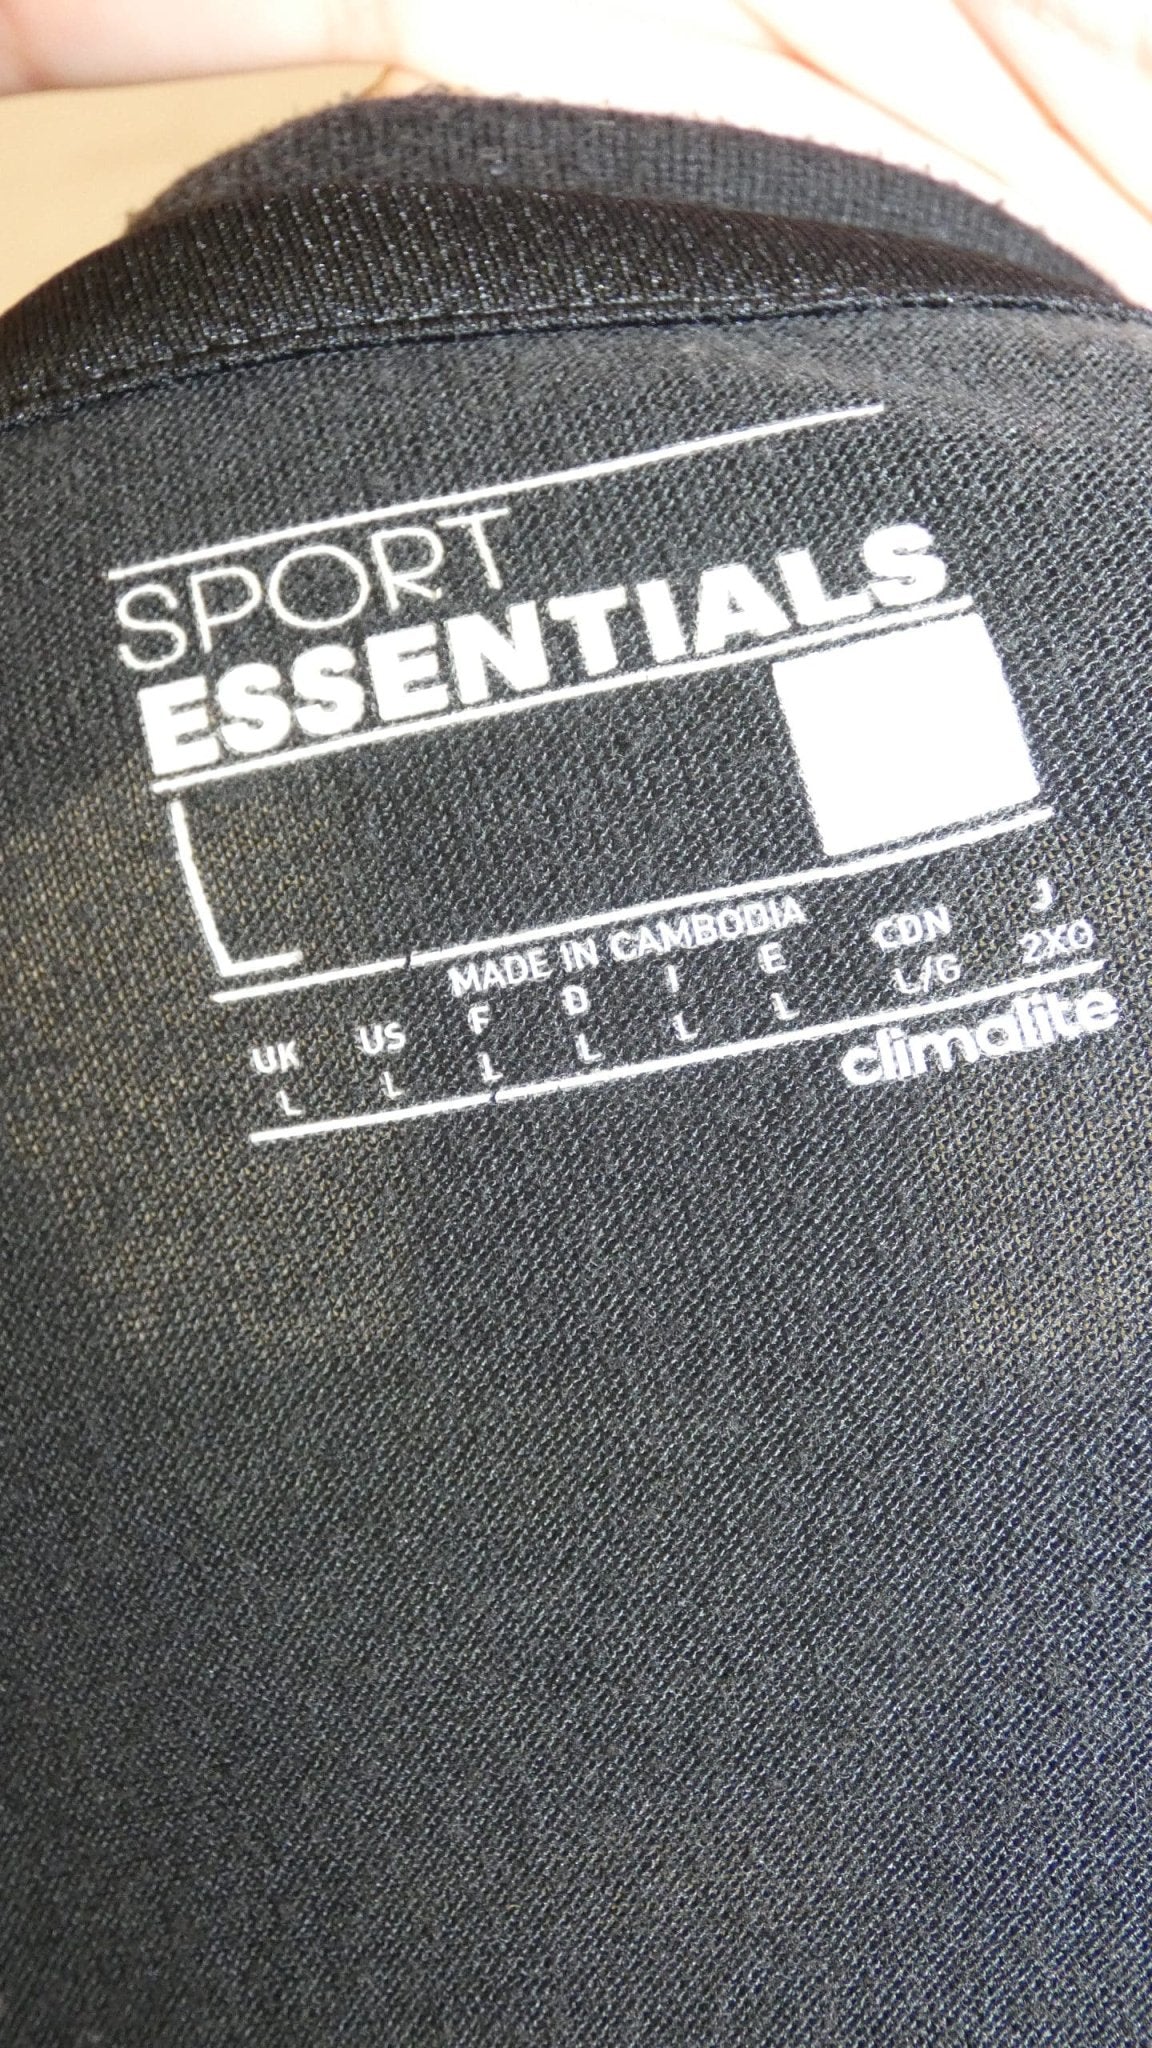 SPORT
ESSENTIALS
L
MADE IN CAMBODIA
UK US F D I E CDN J
L L L L L L L/G 2XO
climalite